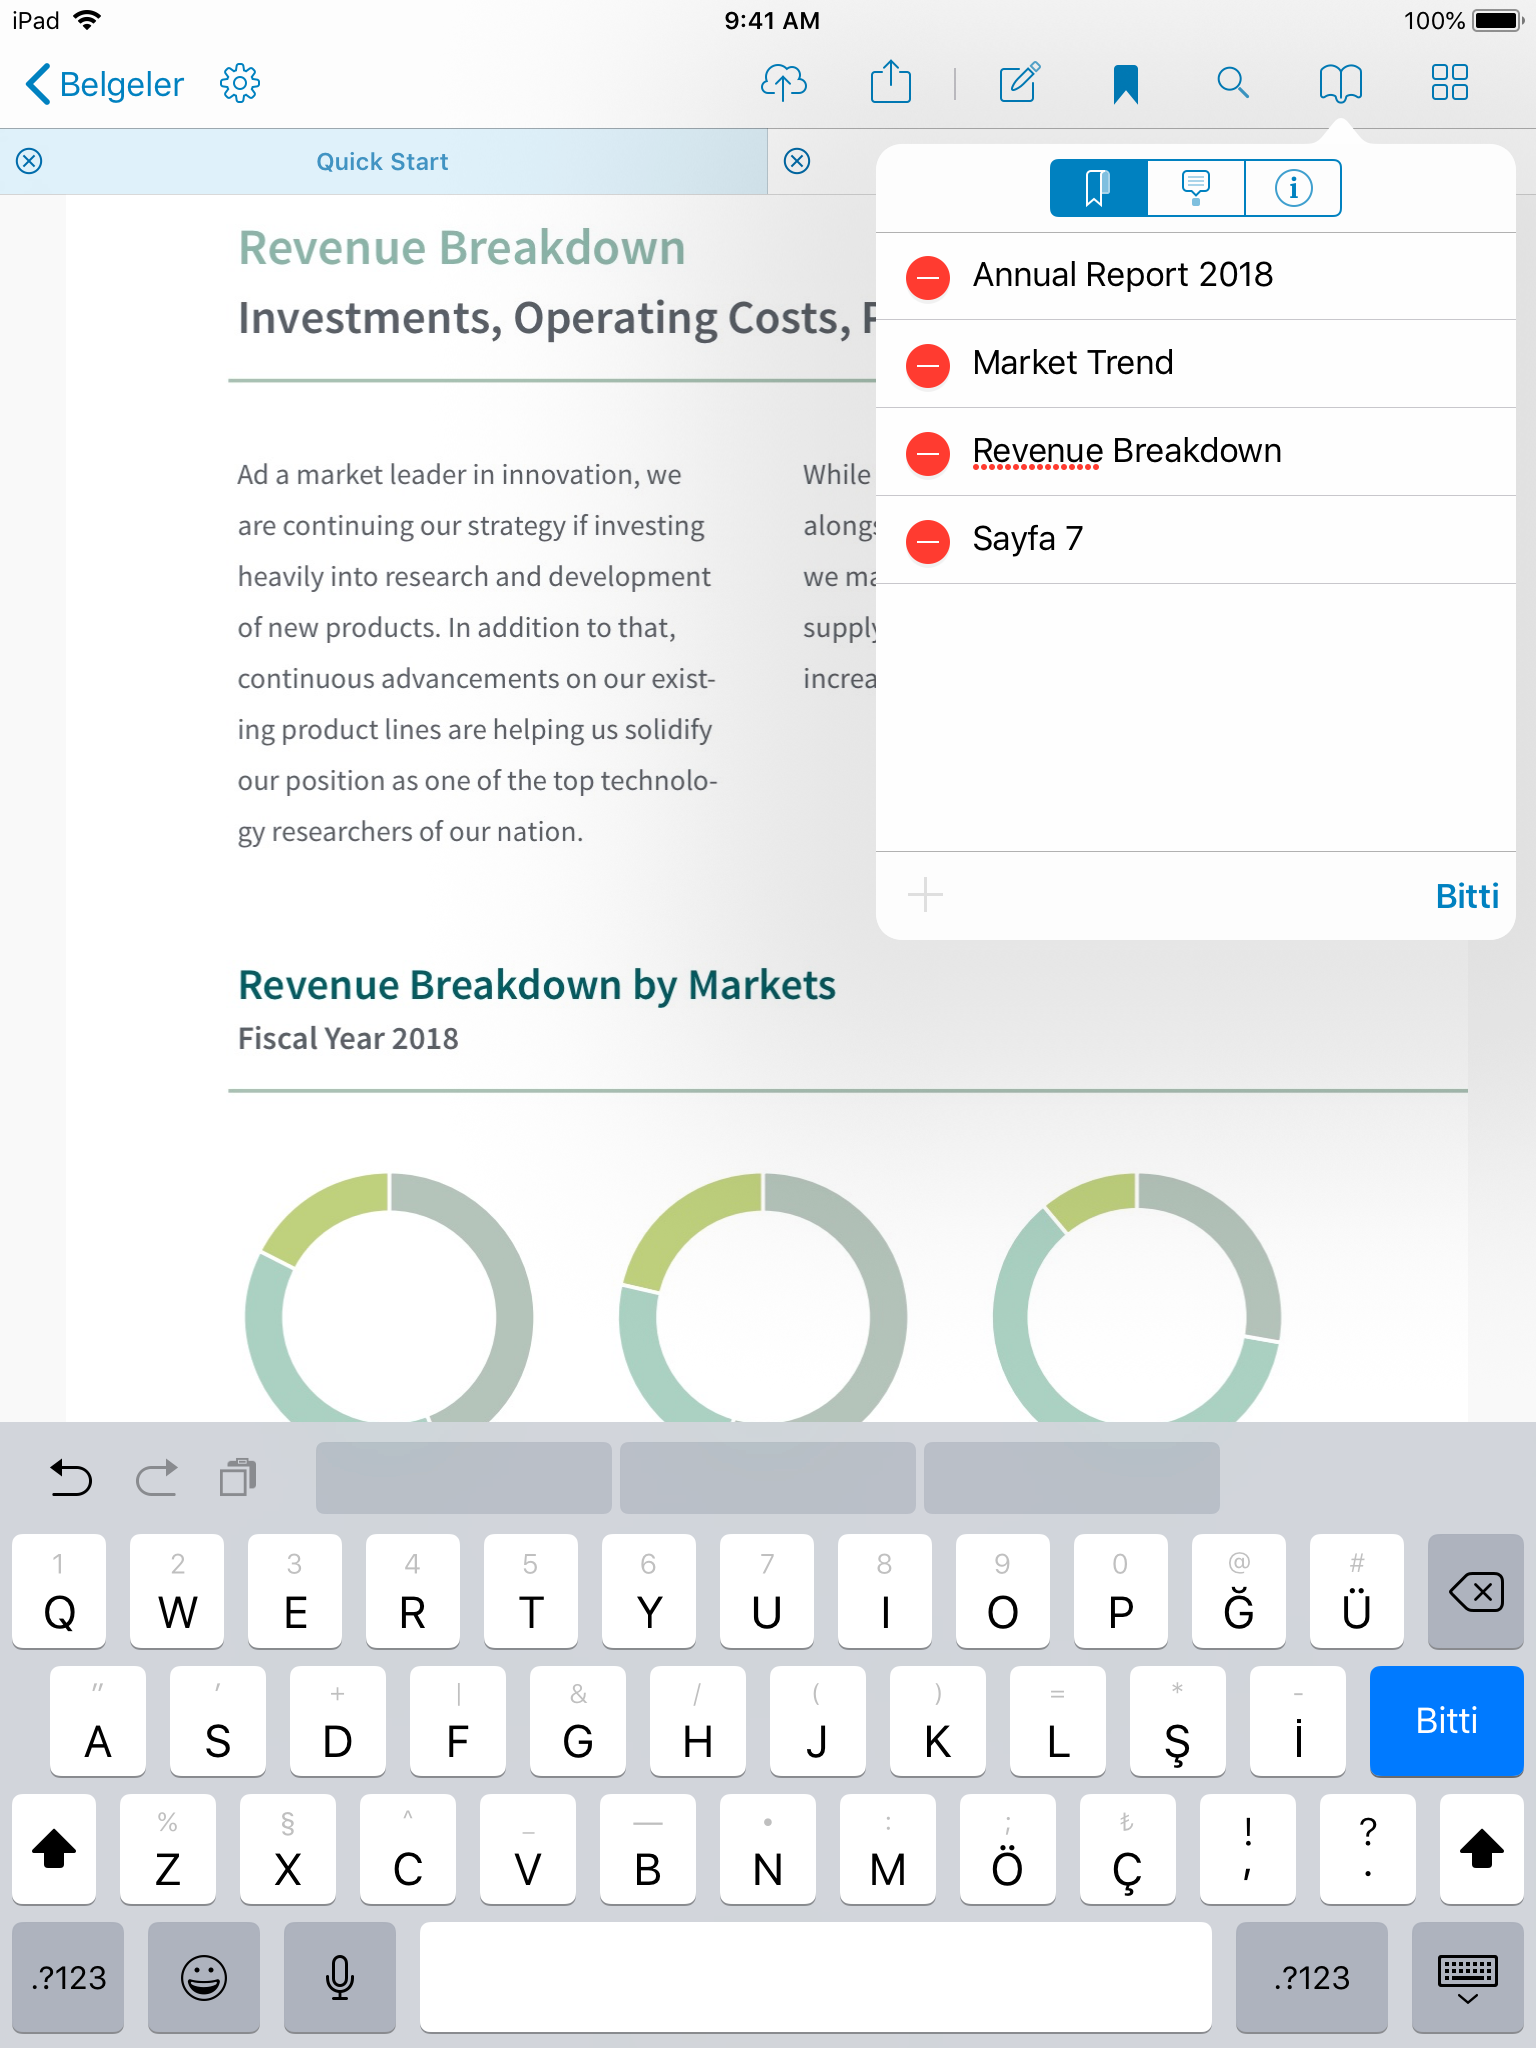 iPad 9:41 AM 100%
Belgeler
Quick Start
Revenue Breakdown
Investments, Operating Costs, F
Ad a market leader in innovation, we
are continuing our strategy if investing
heavily into research and development
of new products. In addition to that,
continuous advancements on our exist-
ing product lines are helping us solidify
our position as one of the top technolo-
gy researchers of our nation.
While
along
we ma
supply
increa
Annual Report 2018
Market Trend
Revenue Breakdown
Sayfa 7
Bitti
Revenue Breakdown by Markets
Fiscal Year 2018
1 2 3 4 5 6 7 8 9 0 @ #
Q W E R T Y U I O P Ğ Ü
" ' + | & / ( ) = * -
A S D F G H J K L Ş İ Bitti
% § ^ _ — • : ; ₺ ! ?
Z X C V B N M Ö Ç , .
.?123 .?123